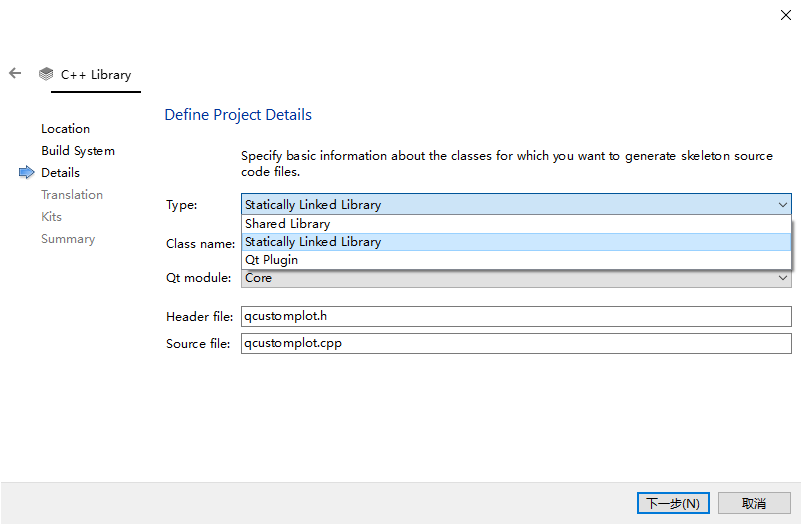 C++ Library
Define Project Details
Location
Build System
Details
Translation
Kits
Summary
Specify basic information about the classes for which you want to generate skeleton source
code files.
Type:
Statically Linked Library
Shared Library
Statically Linked Library
Qt Plugin
Class name:
Qt module:
Core
Header file:
qcustomplot.h
Source file:
qcustomplot.cpp
下一步(N)
取消